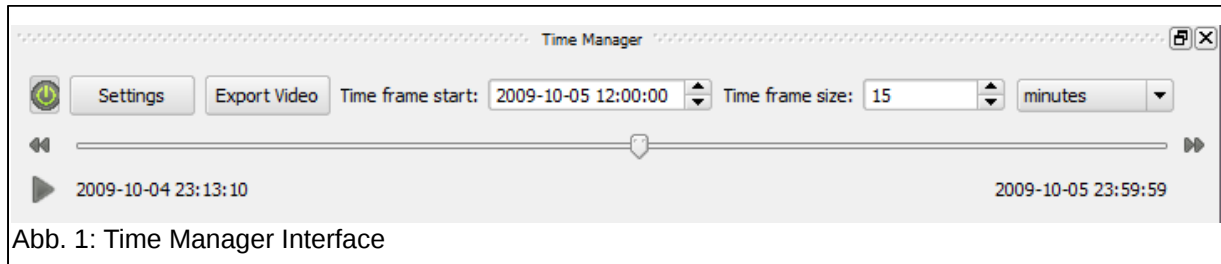 Time Manager
Settings Export Video Time frame start: 2009-10-05 12:00:00 Time frame size: 15 minutes
2009-10-04 23:13:10 2009-10-05 23:59:59
Abb. 1: Time Manager Interface